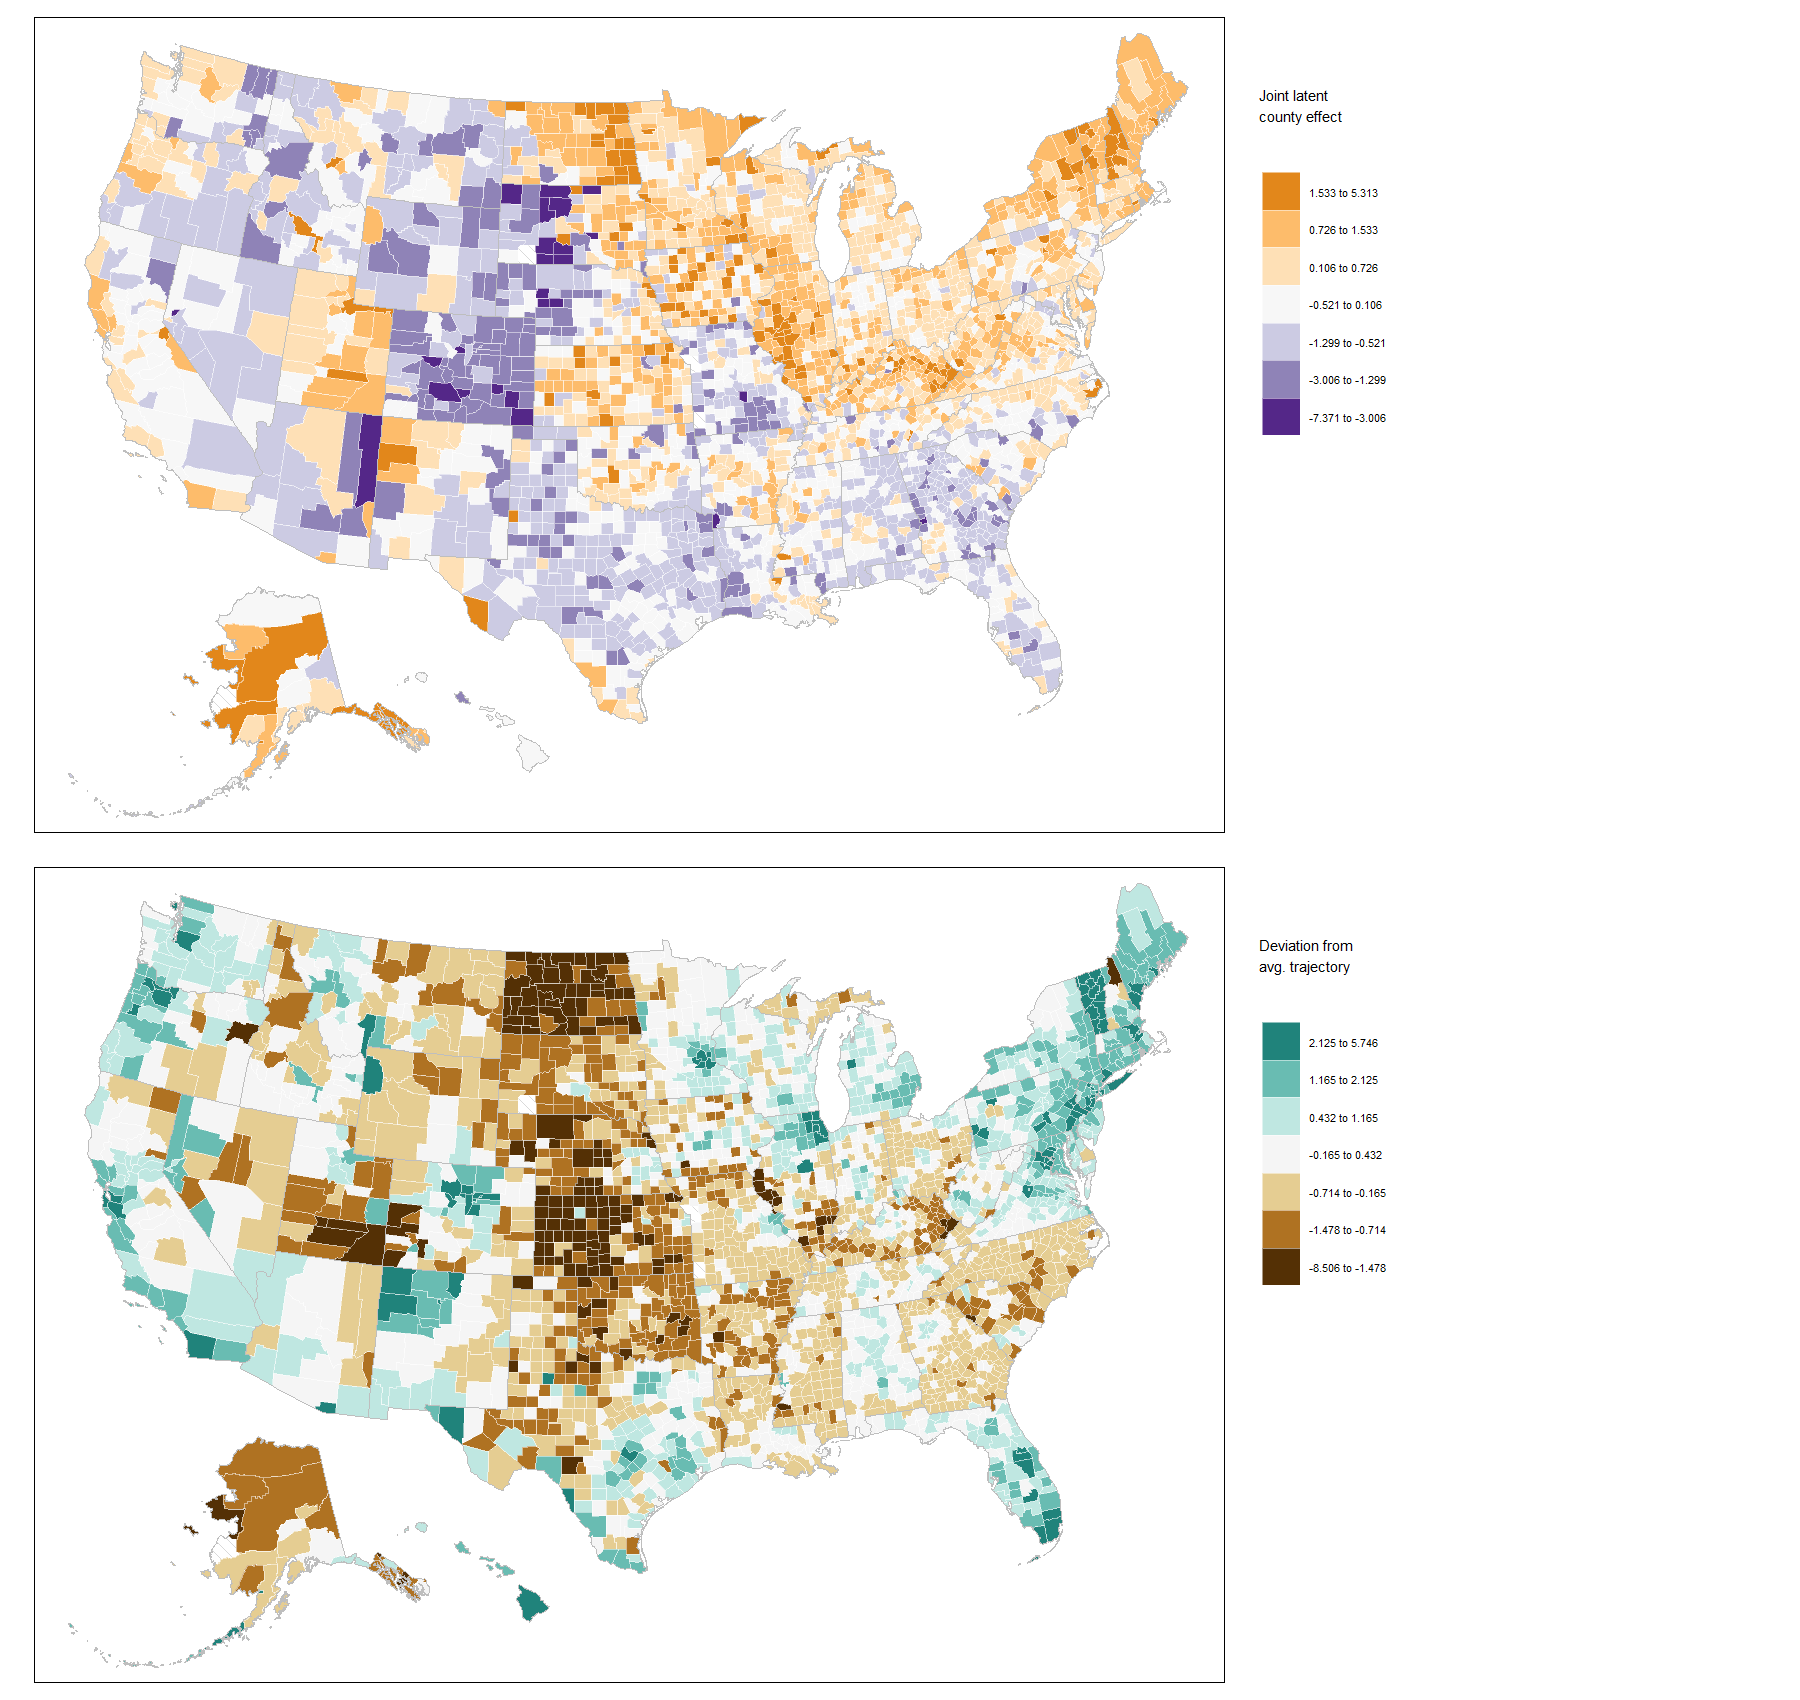 Joint latent
county effect
1.533 to 5.313
0.726 to 1.533
0.106 to 0.726
-0.521 to 0.106
-1.299 to -0.521
-3.006 to -1.299
-7.371 to -3.006
Deviation from
avg. trajectory
2.125 to 5.746
1.165 to 2.125
0.432 to 1.165
-0.165 to 0.432
-0.714 to -0.165
-1.478 to -0.714
-8.506 to -1.478